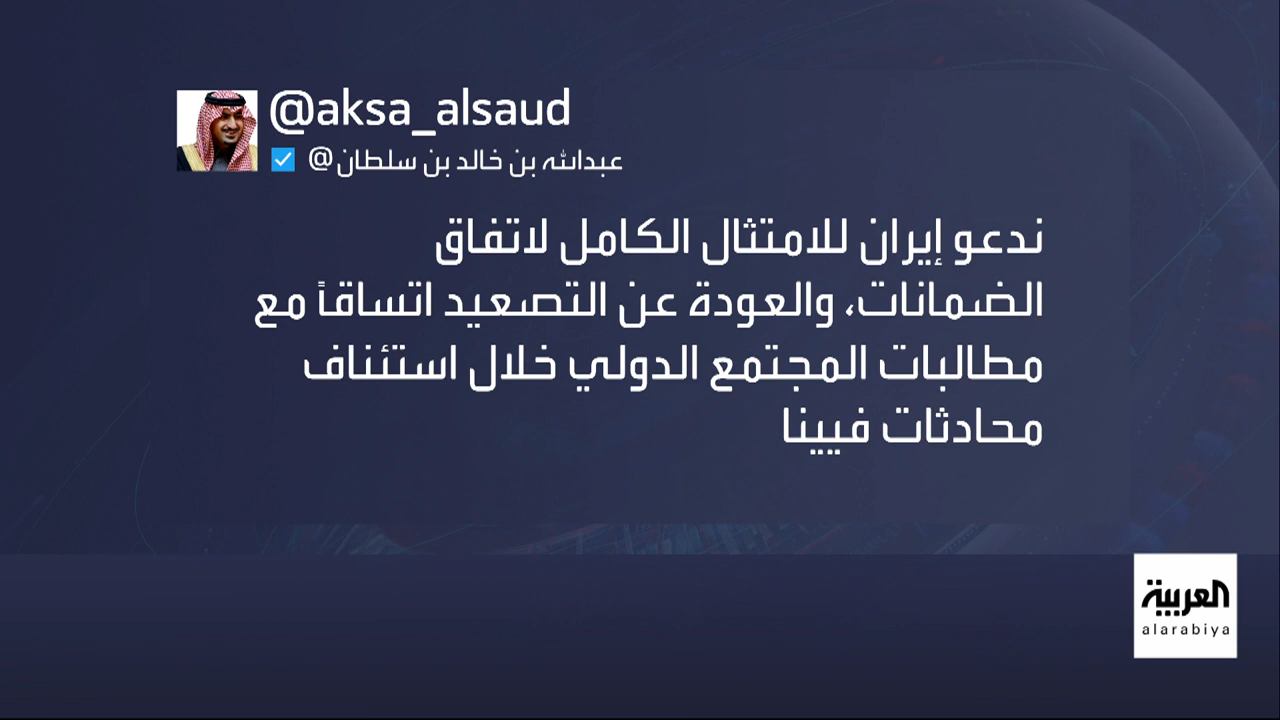 @aksa_alsaud
عبدالله بن خالد بن سلطان@
ندعو إيران للامتثال الكامل لاتفاق
الضمانات، والعودة عن التصعيد اتساقاً مع
مطالبات المجتمع الدولي خلال استئناف
محادثات فيينا
العربية
alarabiya